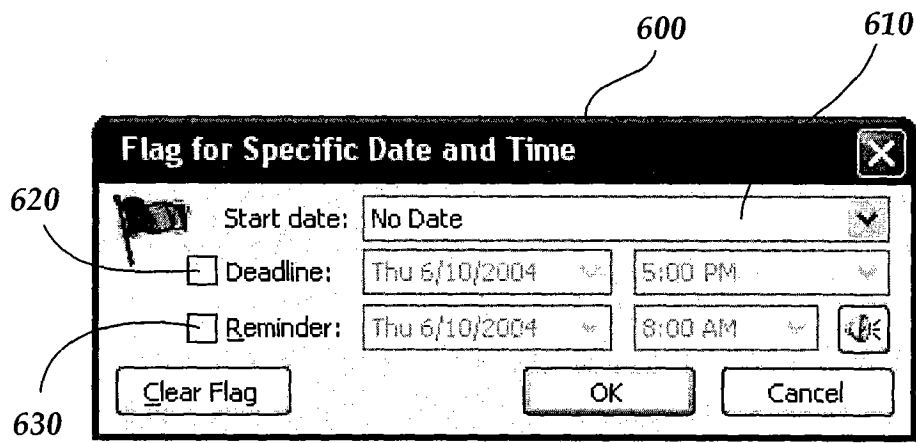 600 610
Flag for Specific Date and Time
620
Start date: No Date
Deadline: Thu 6/10/2004 5:00 PM
Reminder: Thu 6/10/2004 8:00 AM
Clear Flag OK Cancel
630